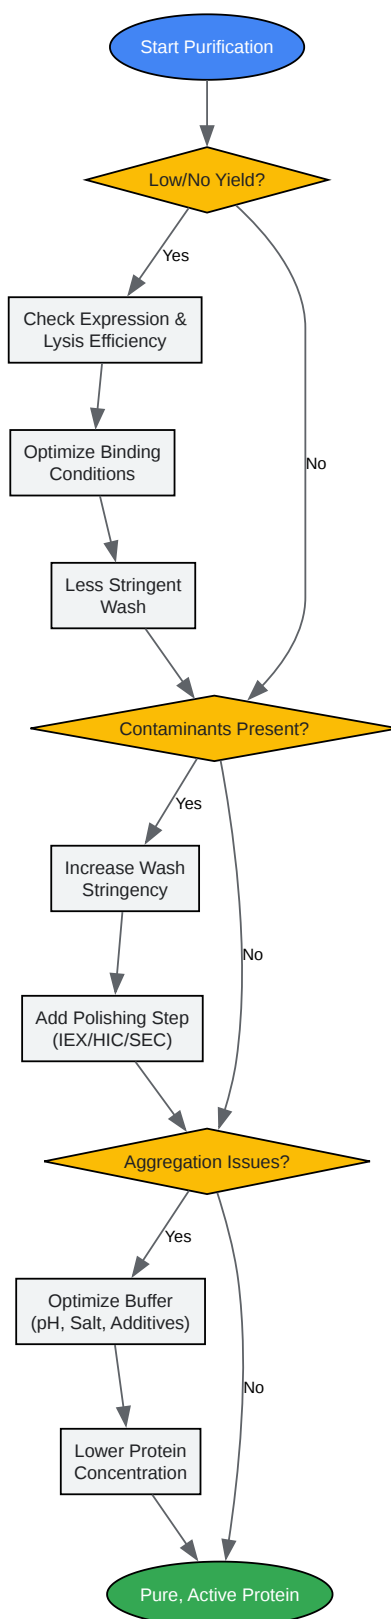 Start Purification
Low/No Yield?
Yes
Check Expression &
Lysis Efficiency
Optimize Binding
Conditions
No
Less Stringent
Wash
Contaminants Present?
Yes
Increase Wash
Stringency
No
Add Polishing Step
(IEX/HIC/SEC)
Aggregation Issues?
Yes
Optimize Buffer
(pH, Salt, Additives)
No
Lower Protein
Concentration
Pure, Active Protein